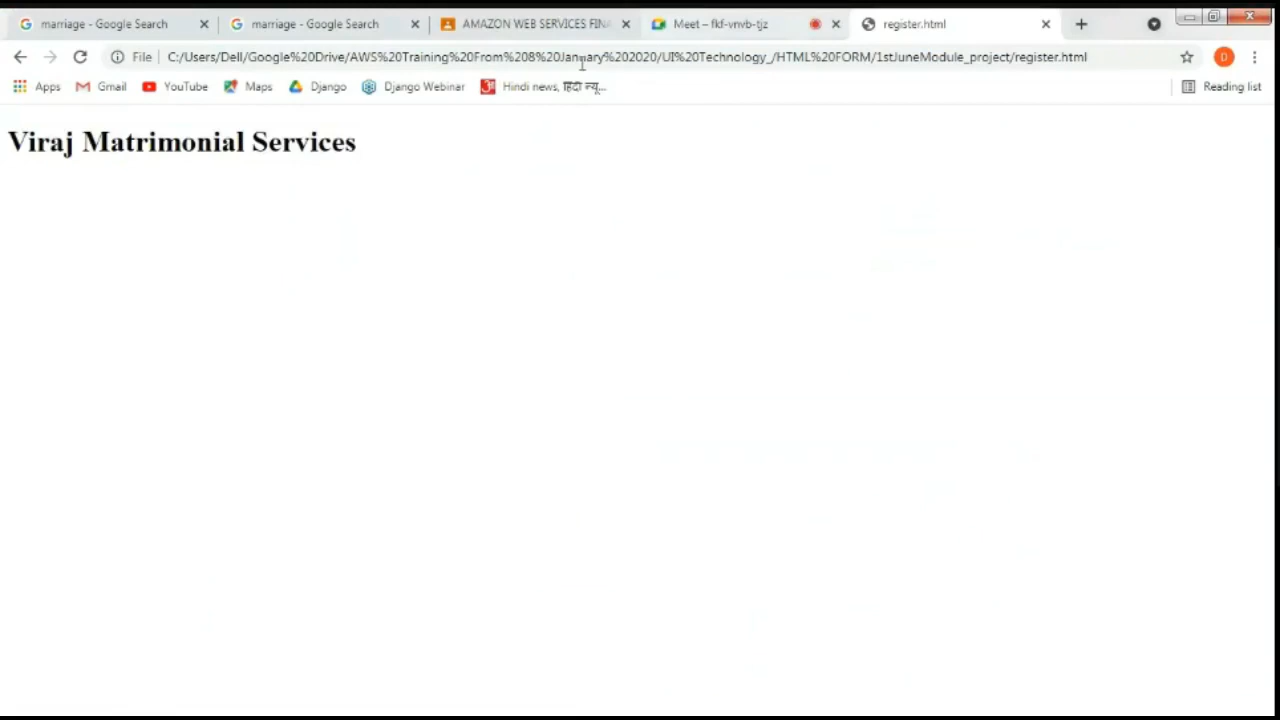 marriage - Google Search
marriage - Google Search
AMAZON WEB SERVICES FINA
Meet – fkf-vnvb-tjz
register.html
File
C:/Users/Dell/Google%20Drive/AWS%20Training%20From%208%20January%202020/UI%20Technology_/HTML%20FORM/1stJuneModule_project/register.html
D
Apps
Gmail
YouTube
Maps
Django
Django Webinar
Hindi news, हिंदी न्यू...
Reading list
Viraj Matrimonial Services